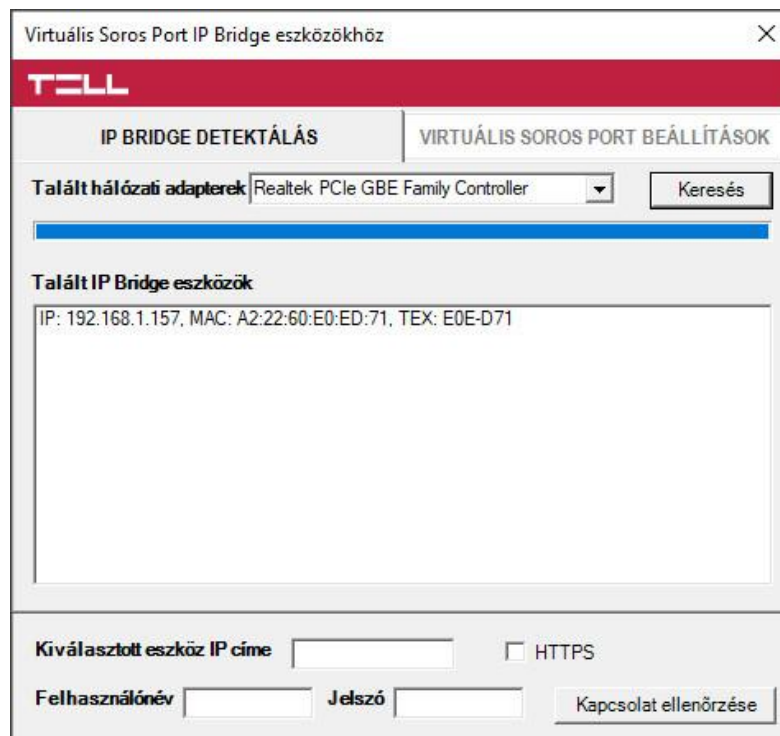 Virtuális Soros Port IP Bridge eszközökhöz
TELL
IP BRIDGE DETEKTÁLÁS VIRTUÁLIS SOROS PORT BEÁLLÍTÁSOK
Talált hálózati adapterek Realtek PCIe GBE Family Controller Keresés
Talált IP Bridge eszközök
IP: 192.168.1.157, MAC: A2:22:60:E0:ED:71, TEX: E0E-D71
Kiválasztott eszköz IP címe HTTPS
Felhasználónév Jelszó Kapcsolat ellenõrzése